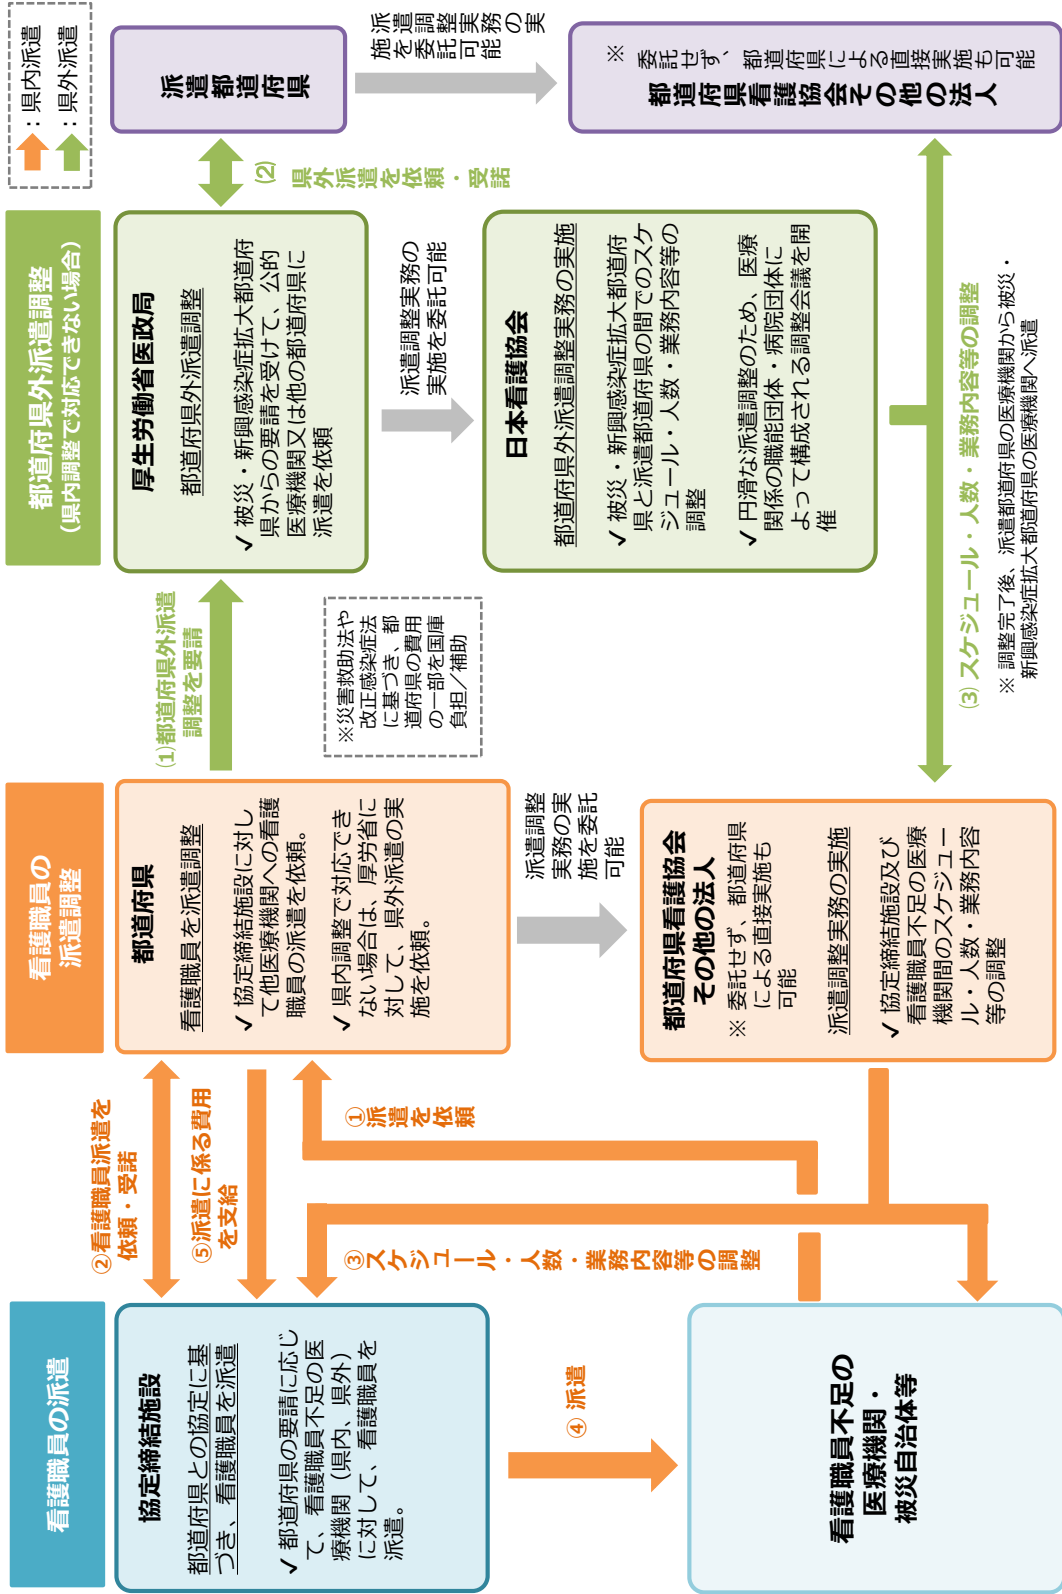 看護職員の派遣
協定締結施設
都道府県との協定に基
づき、看護職員を派遣
✓ 都道府県の要請に応じ
て、看護職員不足の医
療機関（県内、県外）
に対して、看護職員を
派遣。
④ 派遣
看護職員不足の
医療機関・
被災自治体等
②看護職員派遣を
依頼・受諾
⑤派遣に係る費用
を支給
①派遣
を依頼
③スケジュール・人数・業務内容等の調整
看護職員の
派遣調整
都道府県
看護職員を派遣調整
✓ 協定締結施設に対し
て他医療機関への看護
職員の派遣を依頼。
✓ 県内調整で対応でき
ない場合は、厚労省に
対して、県外派遣の実
施を依頼。
派遣調整
実務の実
施を委託
可能
都道府県看護協会
その他の法人
※ 委託せず、都道府県
による直接実施も
可能
派遣調整実務の実施
✓ 協定締結施設及び
看護職員不足の医療
機関間のスケジュー
ル・人数・業務内容
等の調整
(1)都道府県外派遣
調整を要請
※災害救助法や
改正感染症法
に基づき、都
道府県の費用
の一部を国庫
負担／補助
都道府県外派遣調整
(県内調整で対応できない場合)
厚生労働省医政局
都道府県外派遣調整
✓ 被災・新興感染症拡大都道府
県からの要請を受けて、公的
医療機関又は他の都道府県に
派遣を依頼
派遣調整実務の
実施を委託可能
日本看護協会
都道府県外派遣調整実務の実施
✓ 被災・新興感染症拡大都道府
県と派遣都道府県の間でのスケ
ジュール・人数・業務内容等の
調整
✓ 円滑な派遣調整のため、医療
関係の職能団体・病院団体に
よって構成される調整会議を開
催
(3) スケジュール・人数・業務内容等の調整
※ 調整完了後、派遣都道府県の医療機関から被災・
新興感染症拡大都道府県の医療機関へ派遣
(2)
県外派遣を依頼・受諾
：県内派遣
：県外派遣
派遣都道府県
派遣調整実務の実
施を委託可能
※ 委託せず、都道府県による直接実施も可能
都道府県看護協会その他の法人